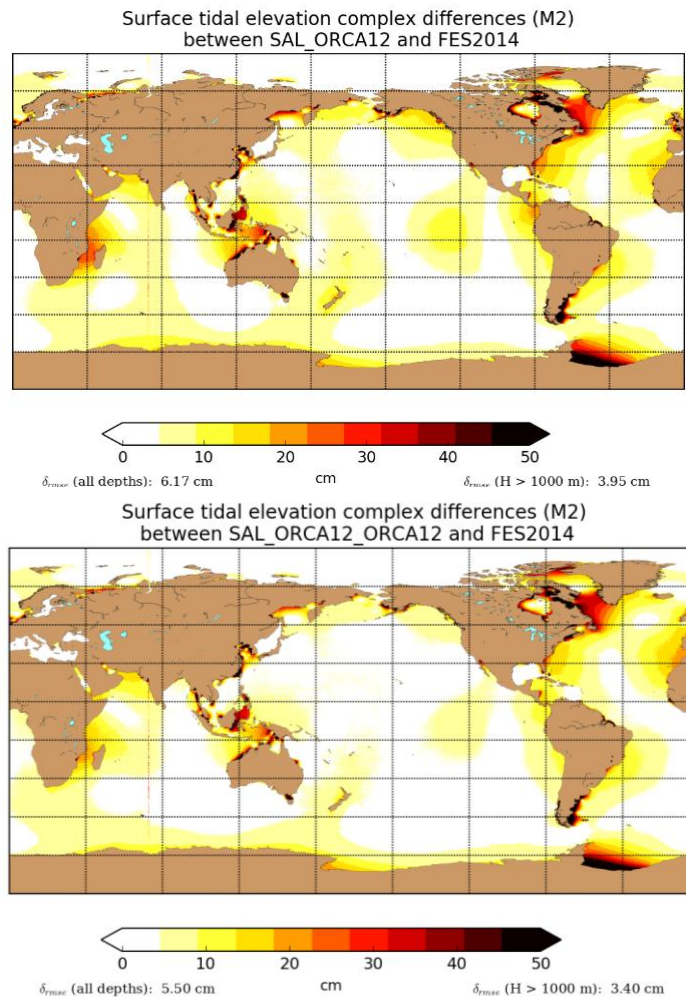 Surface tidal elevation complex differences (M2)
between SAL_ORCA12 and FES2014
0 10 20 30 40 50
δrmse (all depths): 6.17 cm cm δrmse (H > 1000 m): 3.95 cm
Surface tidal elevation complex differences (M2)
between SAL_ORCA12_ORCA12 and FES2014
0 10 20 30 40 50
δrmse (all depths): 5.50 cm cm δrmse (H > 1000 m): 3.40 cm